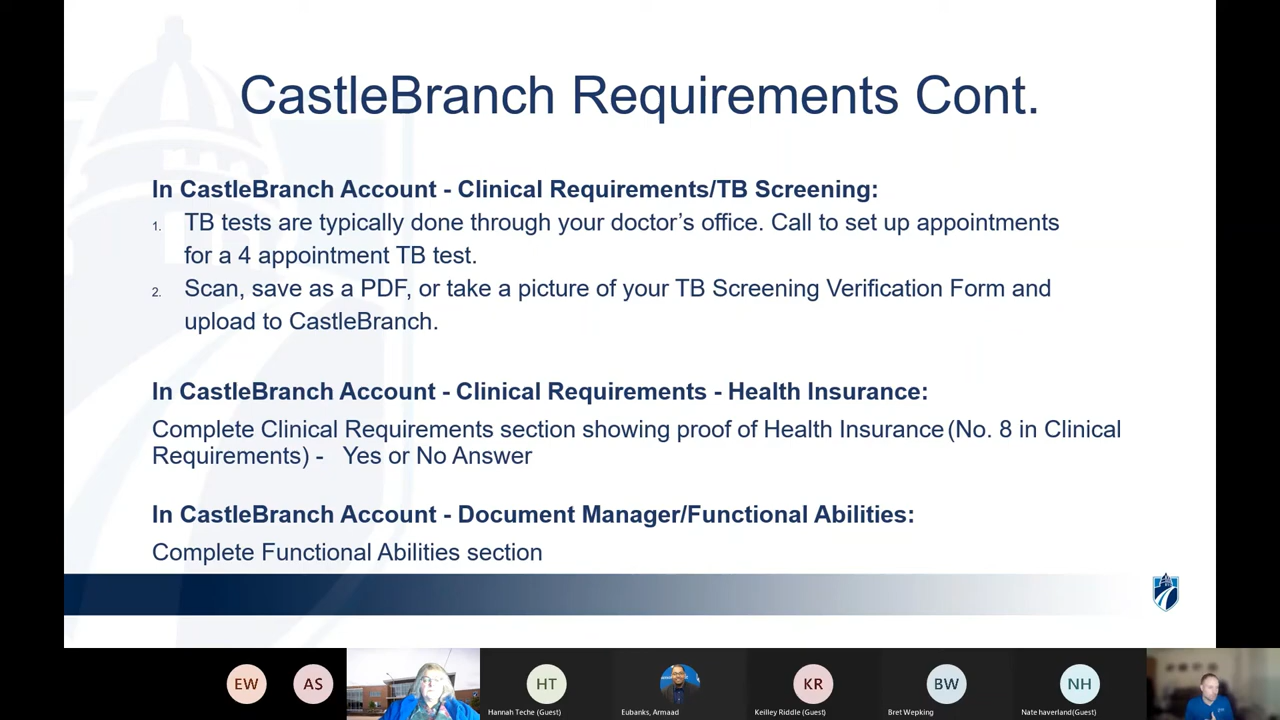 CastleBranch Requirements Cont.
In CastleBranch Account - Clinical Requirements/TB Screening:
1. TB tests are typically done through your doctor’s office. Call to set up appointments
for a 4 appointment TB test.
2. Scan, save as a PDF, or take a picture of your TB Screening Verification Form and
upload to CastleBranch.
In CastleBranch Account - Clinical Requirements - Health Insurance:
Complete Clinical Requirements section showing proof of Health Insurance (No. 8 in Clinical
Requirements) - Yes or No Answer
In CastleBranch Account - Document Manager/Functional Abilities:
Complete Functional Abilities section
EW AS HT KR BW NH
Hannah Teche (Guest) Eubanks, Armaad Keilley Riddle (Guest) Bret Wepking Nate haverland(Guest)